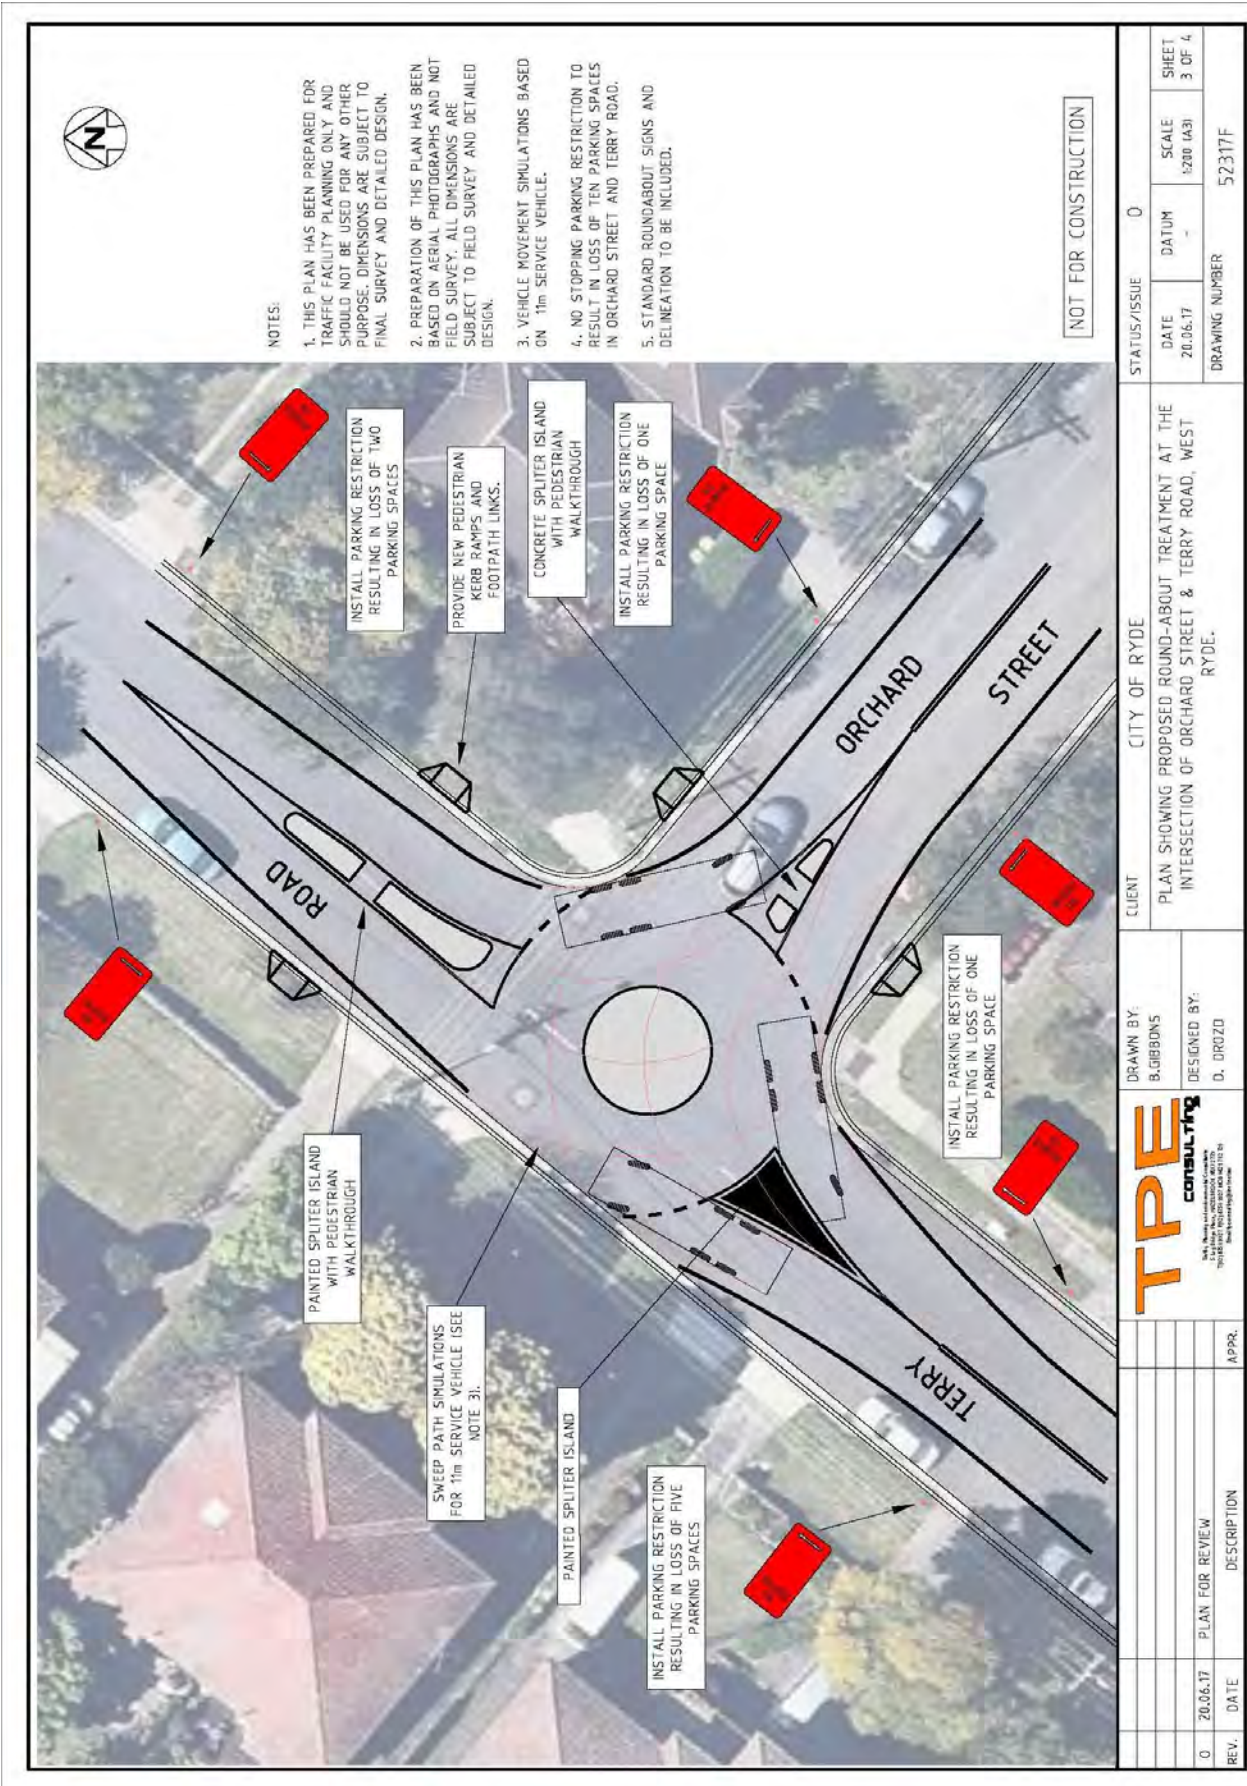 N
NOTES:
1. THIS PLAN HAS BEEN PREPARED FOR
TRAFFIC FACILITY PLANNING ONLY AND
SHOULD NOT BE USED FOR ANY OTHER
PURPOSE. DIMENSIONS ARE SUBJECT TO
FINAL SURVEY AND DETAILED DESIGN.
2. PREPARATION OF THIS PLAN HAS BEEN
BASED ON AERIAL PHOTOGRAPHS AND NOT
FIELD SURVEY. ALL DIMENSIONS ARE
SUBJECT TO FIELD SURVEY AND DETAILED
DESIGN.
3. VEHICLE MOVEMENT SIMULATIONS BASED
ON 11m SERVICE VEHICLE.
4. NO STOPPING PARKING RESTRICTION TO
RESULT IN LOSS OF TEN PARKING SPACES
IN ORCHARD STREET AND TERRY ROAD.
5. STANDARD ROUNDABOUT SIGNS AND
DELINEATION TO BE INCLUDED.
NOT FOR CONSTRUCTION
INSTALL PARKING RESTRICTION
RESULTING IN LOSS OF TWO
PARKING SPACES
PROVIDE NEW PEDESTRIAN
KERB RAMPS AND
FOOTPATH LINKS.
CONCRETE SPLITER ISLAND
WITH PEDESTRIAN
WALKTHROUGH
INSTALL PARKING RESTRICTION
RESULTING IN LOSS OF ONE
PARKING SPACE
ROAD
ORCHARD
STREET
PAINTED SPLITER ISLAND
WITH PEDESTRIAN
WALKTHROUGH
SWEEP PATH SIMULATIONS
FOR 11m SERVICE VEHICLE (SEE
NOTE 3).
PAINTED SPLITER ISLAND
INSTALL PARKING RESTRICTION
RESULTING IN LOSS OF FIVE
PARKING SPACES
TERRY
INSTALL PARKING RESTRICTION
RESULTING IN LOSS OF ONE
PARKING SPACE
0 20.06.17 PLAN FOR REVIEW
REV. DATE DESCRIPTION APPR.
TPE
consulting
DRAWN BY:
B.GIBBONS
DESIGNED BY:
D. DROZD
CLIENT CITY OF RYDE
PLAN SHOWING PROPOSED ROUND-ABOUT TREATMENT AT THE
INTERSECTION OF ORCHARD STREET & TERRY ROAD, WEST
RYDE.
STATUS/ISSUE 0
DATE DATUM SCALE SHEET
20.06.17 - 1:200 (A3) 3 OF 4
DRAWING NUMBER 52317F